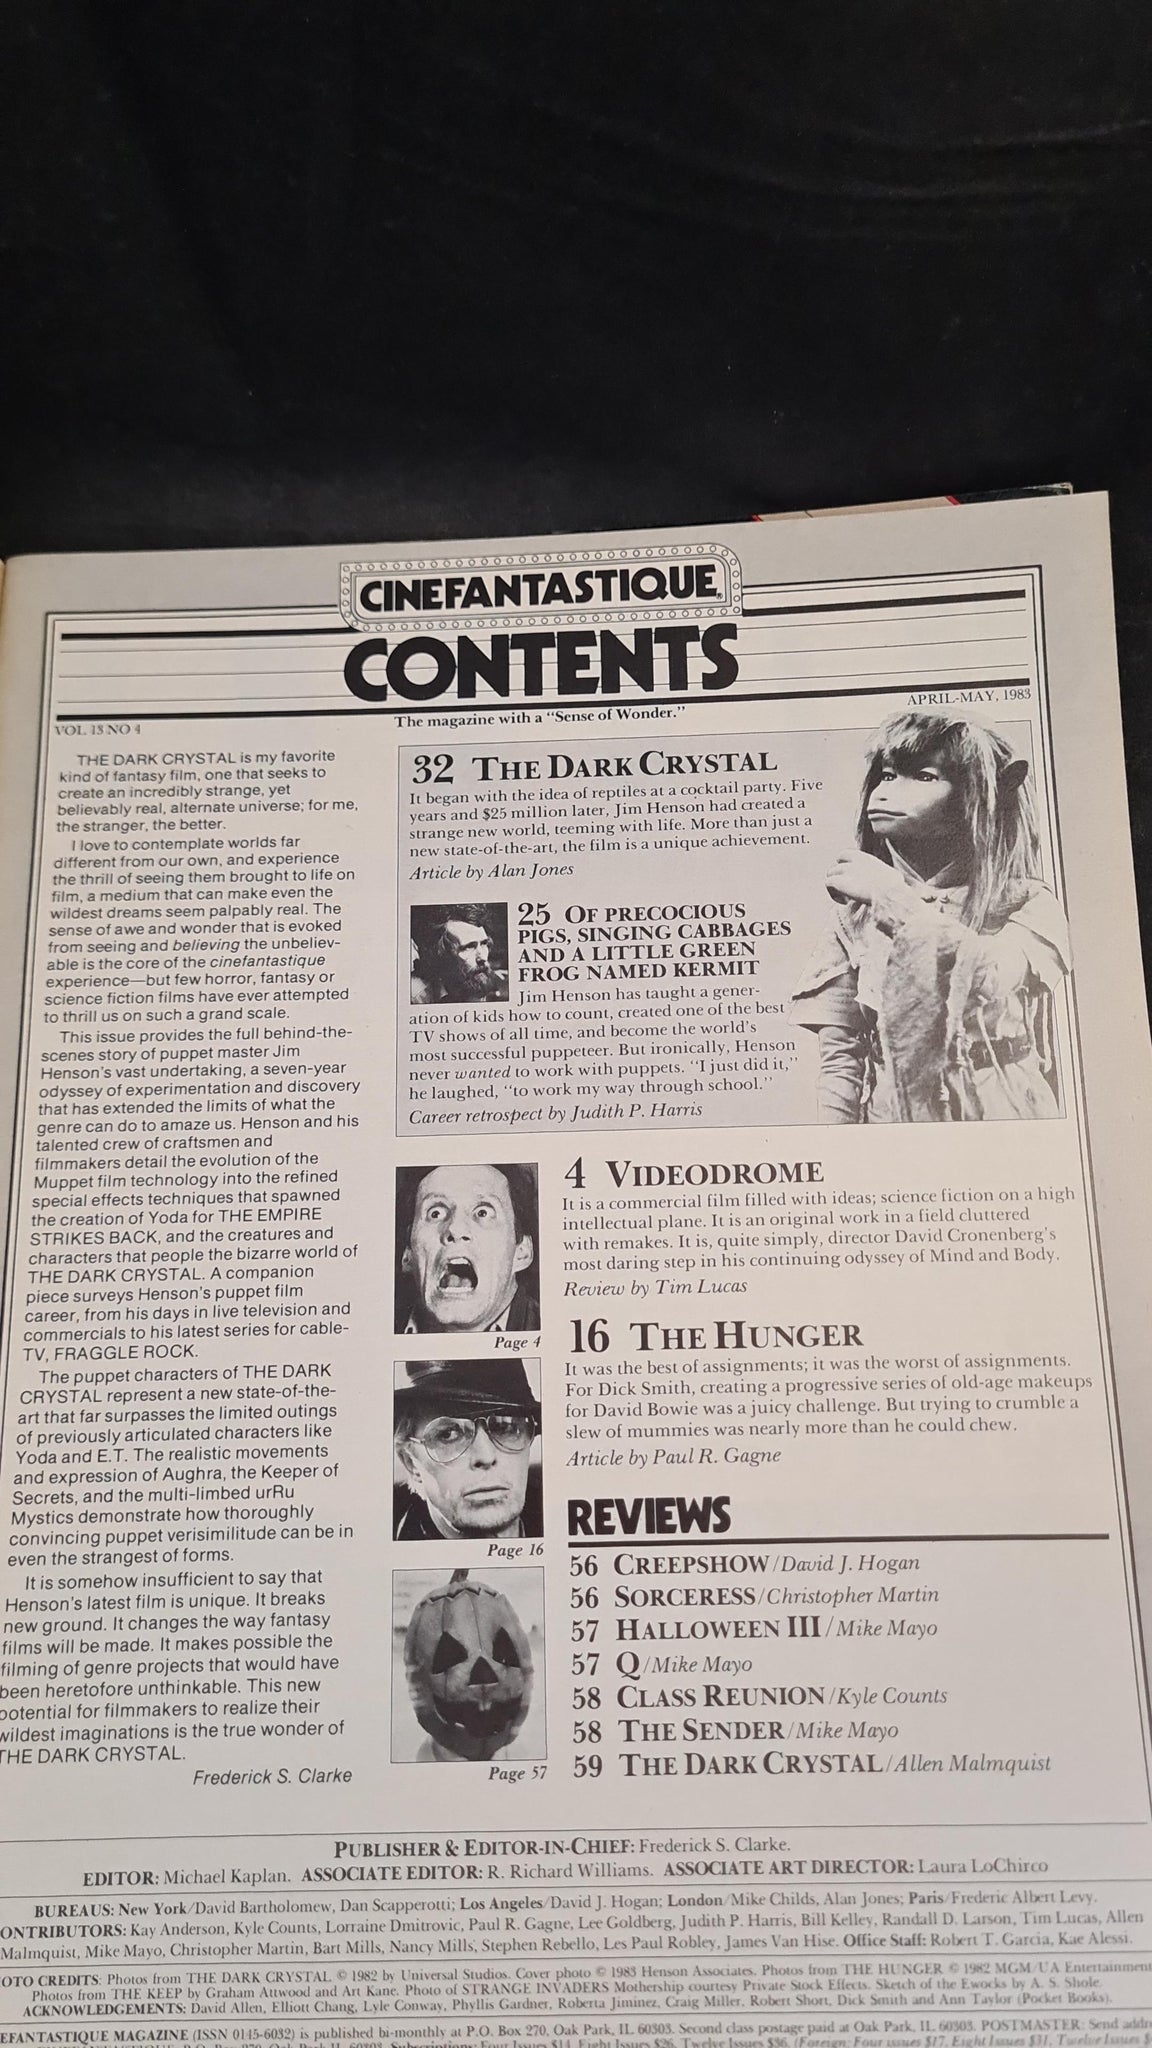 CINEFANTASTIQUE®
CONTENTS
VOL 13 NO 4
The magazine with a "Sense of Wonder."
APRIL-MAY, 1983
THE DARK CRYSTAL is my favorite
kind of fantasy film, one that seeks to
create an incredibly strange, yet
believably real, alternate universe; for me,
the stranger, the better.
I love to contemplate worlds far
different from our own, and experience
the thrill of seeing them brought to life on
film, a medium that can make even the
wildest dreams seem palpably real. The
sense of awe and wonder that is evoked
from seeing and believing the unbeliev-
able is the core of the cinefantastique
experience—but few horror, fantasy or
science fiction films have ever attempted
to thrill us on such a grand scale.
This issue provides the full behind-the-
scenes story of puppet master Jim
Henson's vast undertaking, a seven-year
odyssey of experimentation and discovery
that has extended the limits of what the
genre can do to amaze us. Henson and his
talented crew of craftsmen and
filmmakers detail the evolution of the
Muppet film technology into the refined
special effects techniques that spawned
the creation of Yoda for THE EMPIRE
STRIKES BACK, and the creatures and
characters that people the bizarre world of
THE DARK CRYSTAL. A companion
piece surveys Henson's puppet film
career, from his days in live television and
commercials to his latest series for cable-
TV, FRAGGLE ROCK.
The puppet characters of THE DARK
CRYSTAL represent a new state-of-the-
art that far surpasses the limited outings
of previously articulated characters like
Yoda and E.T. The realistic movements
and expression of Aughra, the Keeper of
Secrets, and the multi-limbed urRu
Mystics demonstrate how thoroughly
convincing puppet verisimilitude can be in
even the strangest of forms.
It is somehow insufficient to say that
Henson's latest film is unique. It breaks
new ground. It changes the way fantasy
films will be made. It makes possible the
filming of genre projects that would have
been heretofore unthinkable. This new
potential for filmmakers to realize their
wildest imaginations is the true wonder of
THE DARK CRYSTAL.
Frederick S. Clarke
32 THE DARK CRYSTAL
It began with the idea of reptiles at a cocktail party. Five
years and $25 million later, Jim Henson had created a
strange new world, teeming with life. More than just a
new state-of-the-art, the film is a unique achievement.
Article by Alan Jones
25 OF PRECOCIOUS
PIGS, SINGING CABBAGES
AND A LITTLE GREEN
FROG NAMED KERMIT
Jim Henson has taught a gener-
ation of kids how to count, created one of the best
TV shows of all time, and become the world's
most successful puppeteer. But ironically, Henson
never wanted to work with puppets. "I just did it,"
he laughed, "to work my way through school."
Career retrospect by Judith P. Harris
4 VIDEODROME
It is a commercial film filled with ideas; science fiction on a high
intellectual plane. It is an original work in a field cluttered
with remakes. It is, quite simply, director David Cronenberg's
most daring step in his continuing odyssey of Mind and Body.
Review by Tim Lucas
Page 4
16 THE HUNGER
It was the best of assignments; it was the worst of assignments.
For Dick Smith, creating a progressive series of old-age makeups
for David Bowie was a juicy challenge. But trying to crumble a
slew of mummies was nearly more than he could chew.
Article by Paul R. Gagne
Page 16
REVIEWS
56 CREEPSHOW/David J. Hogan
56 SORCERESS/Christopher Martin
57 HALLOWEEN III/Mike Mayo
57 Q/Mike Mayo
58 CLASS REUNION/Kyle Counts
58 THE SENDER/Mike Mayo
59 THE DARK CRYSTAL/Allen Malmquist
Page 57
PUBLISHER & EDITOR-IN-CHIEF: Frederick S. Clarke.
EDITOR: Michael Kaplan. ASSOCIATE EDITOR: R. Richard Williams. ASSOCIATE ART DIRECTOR: Laura LoChirco
BUREAUS: New York/David Bartholomew, Dan Scapperotti; Los Angeles/David J. Hogan; London/Mike Childs, Alan Jones; Paris/Frederic Albert Levy.
ONTRIBUTORS: Kay Anderson, Kyle Counts, Lorraine Dmitrovic, Paul R. Gagne, Lee Goldberg, Judith P. Harris, Bill Kelley, Randall D. Larson, Tim Lucas, Allen
Malmquist, Mike Mayo, Christopher Martin, Bart Mills, Nancy Mills, Stephen Rebello, Les Paul Robley, James Van Hise. Office Staff: Robert T. Garcia, Kae Alessi.
OTO CREDITS: Photos from THE DARK CRYSTAL © 1982 by Universal Studios. Cover photo © 1983 Henson Associates. Photos from THE HUNGER © 1982 MGM/UA Entertainment
Photos from THE KEEP by Graham Attwood and Art Kane. Photo of STRANGE INVADERS Mothership courtesy Private Stock Effects. Sketch of the Ewocks by A. S. Shole.
ACKNOWLEDGEMENTS: David Allen, Elliott Chang, Lyle Conway, Phyllis Gardner, Roberta Jiminez, Craig Miller, Robert Short, Dick Smith and Ann Taylor (Pocket Books).
EFANTASTIQUE MAGAZINE (ISSN 0145-6032) is published bi-monthly at P.O. Box 270, Oak Park, IL 60303. Second class postage paid at Oak Park, IL 60303. POSTMASTER: Send addr
Subscriptions: Four Issues $14, Eight Issues $26, Twelve Issues $36. (Foreign: Four issues $17, Eight Issues $31, Twelve Issues